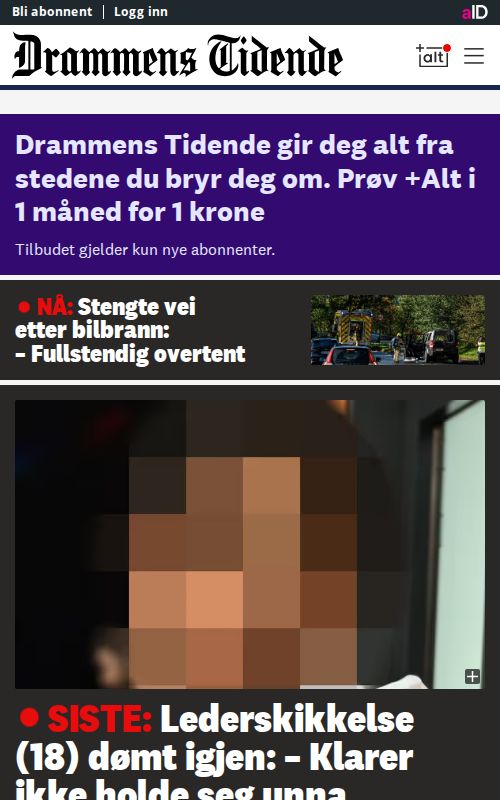 Bli abonnent | Logg inn
aID
Drammens Tidende
+alt
Drammens Tidende gir deg alt fra
stedene du bryr deg om. Prøv +Alt i
1 måned for 1 krone
Tilbudet gjelder kun nye abonnenter.
NÅ: Stengte vei
etter bilbrann:
– Fullstendig overtent
SISTE: Lederskikkelse
(18) dømt igjen: – Klarer
ikke holde seg unna